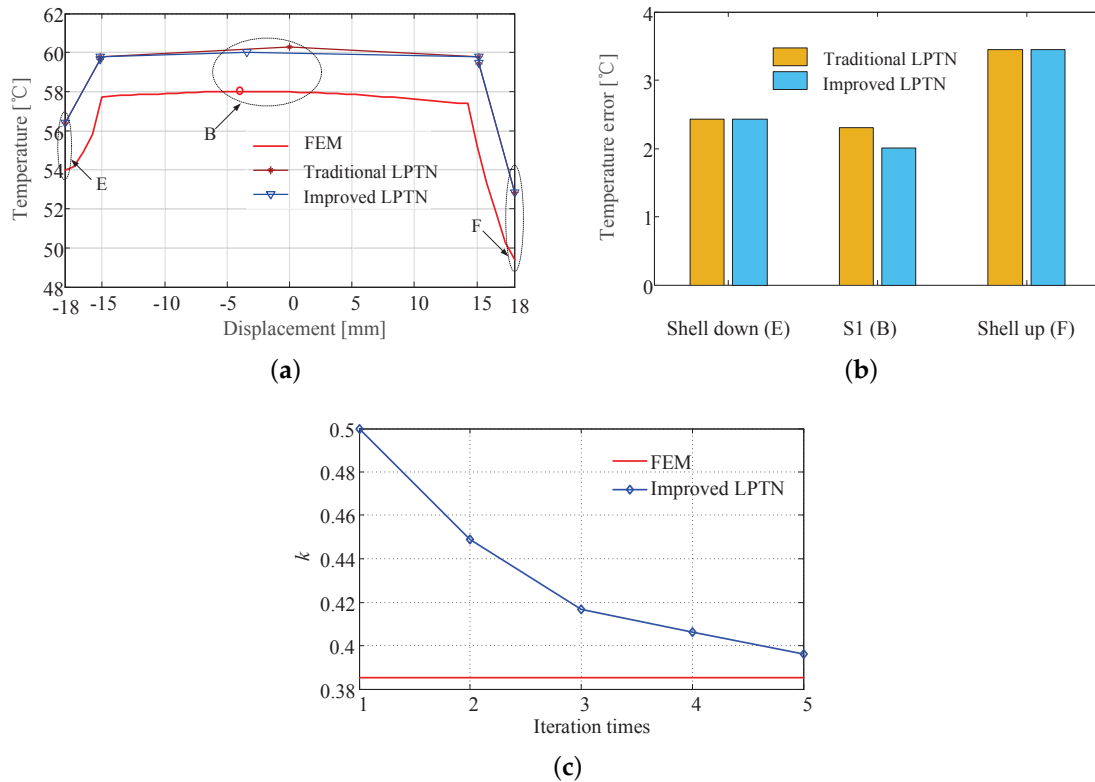 62
60
58
56
54
52
50
48
Temperature [℃]
B
E
F
FEM
Traditional LPTN
Improved LPTN
-18 -15 -10 -5 0 5 10 15 18
Displacement [mm]
(a)
4
3
2
1
0
Temperature error [℃]
Traditional LPTN
Improved LPTN
Shell down (E) S1 (B) Shell up (F)
(b)
0.5
0.48
0.46
0.44
0.42
0.4
0.38
k
FEM
Improved LPTN
1 2 3 4 5
Iteration times
(c)